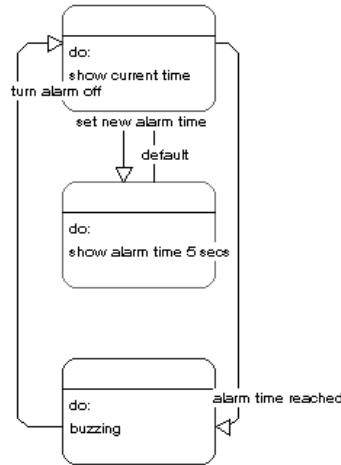 do:
show current time
turn alarm off
set new alarm time
default
do:
show alarm time 5 secs
alarm time reached
do:
buzzing